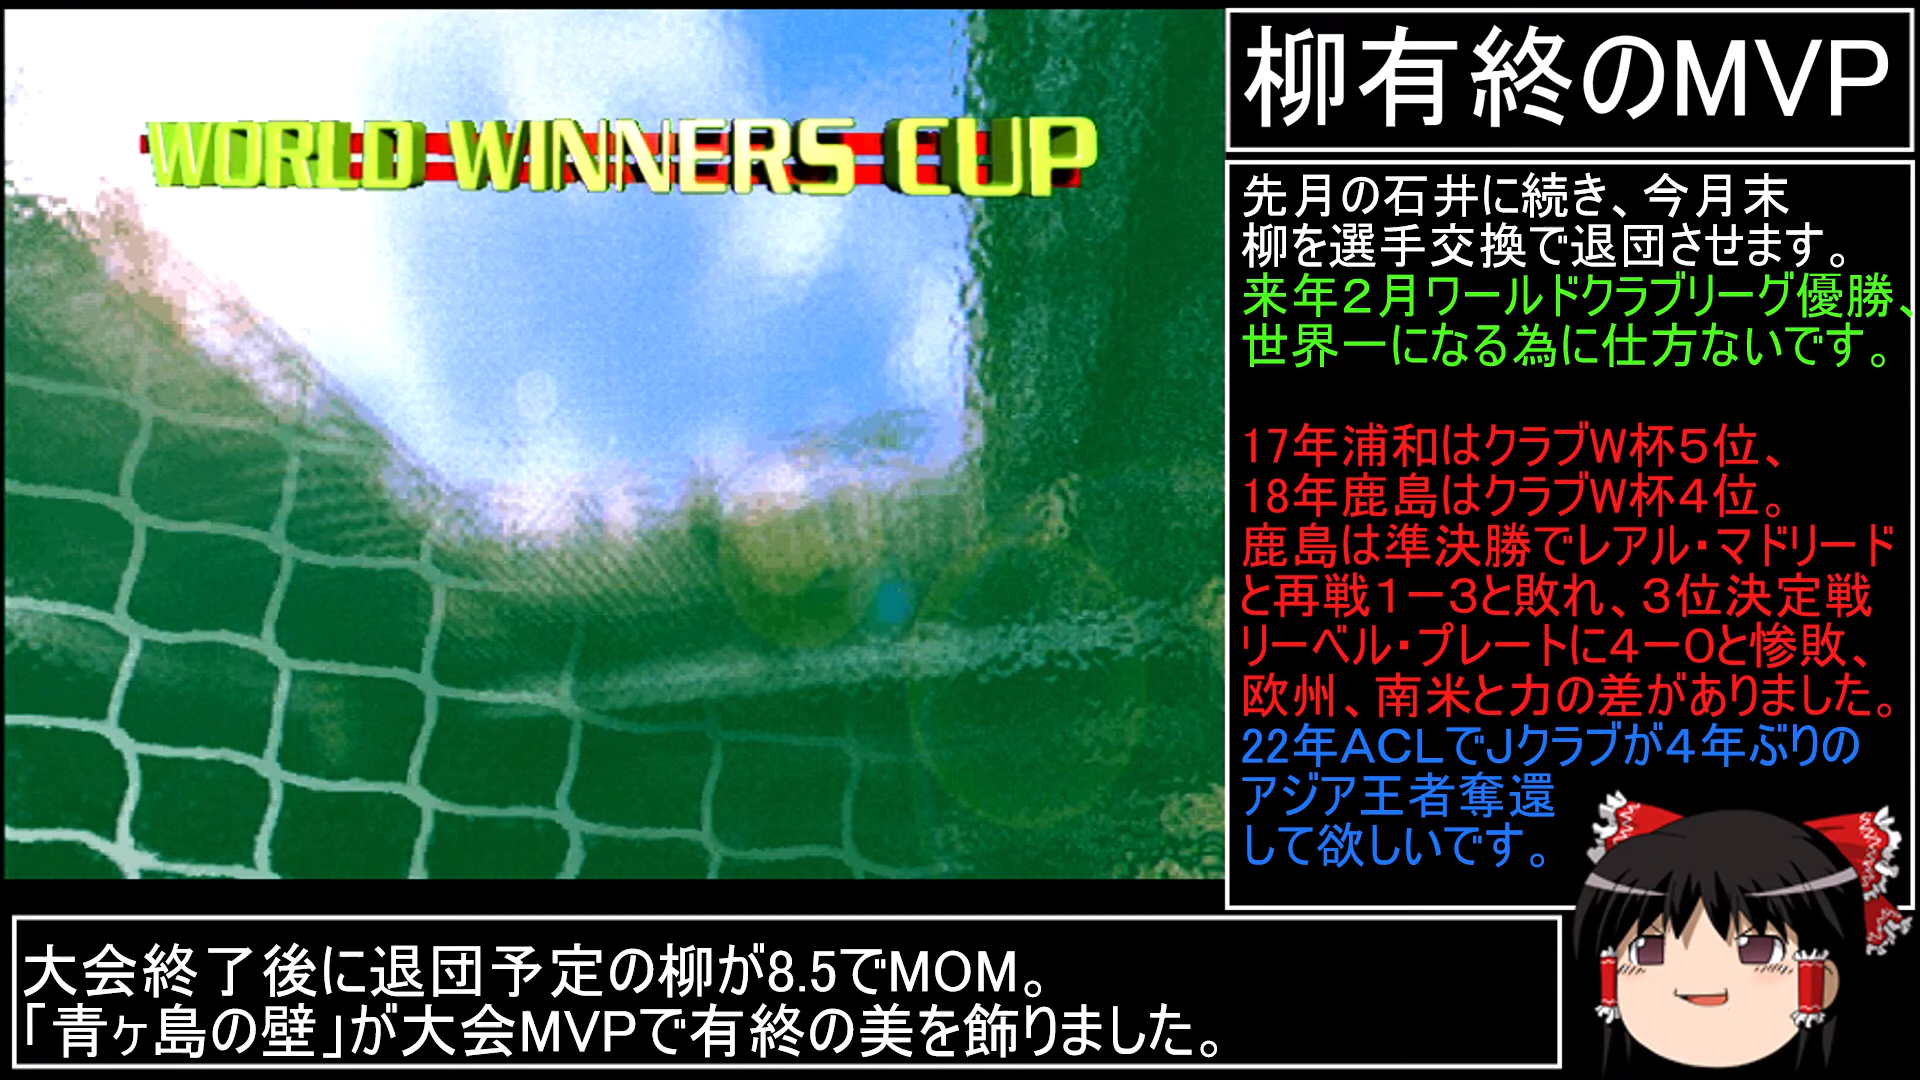 WORLD WINNERS CUP
柳有終のMVP
先月の石井に続き、今月末
柳を選手交換で退団させます。
来年２月ワールドクラブリーグ優勝、
世界一になる為に仕方ないです。
17年浦和はクラブW杯５位、
18年鹿島はクラブW杯４位。
鹿島は準決勝でレアル・マドリード
と再戦１ー３と敗れ、３位決定戦
リーベル・プレートに４ー０と惨敗、
欧州、南米と力の差がありました。
22年ＡＣＬでＪクラブが４年ぶりの
アジア王者奪還
して欲しいです。
大会終了後に退団予定の柳が8.5でMOM。
「青ヶ島の壁」が大会MVPで有終の美を飾りました。